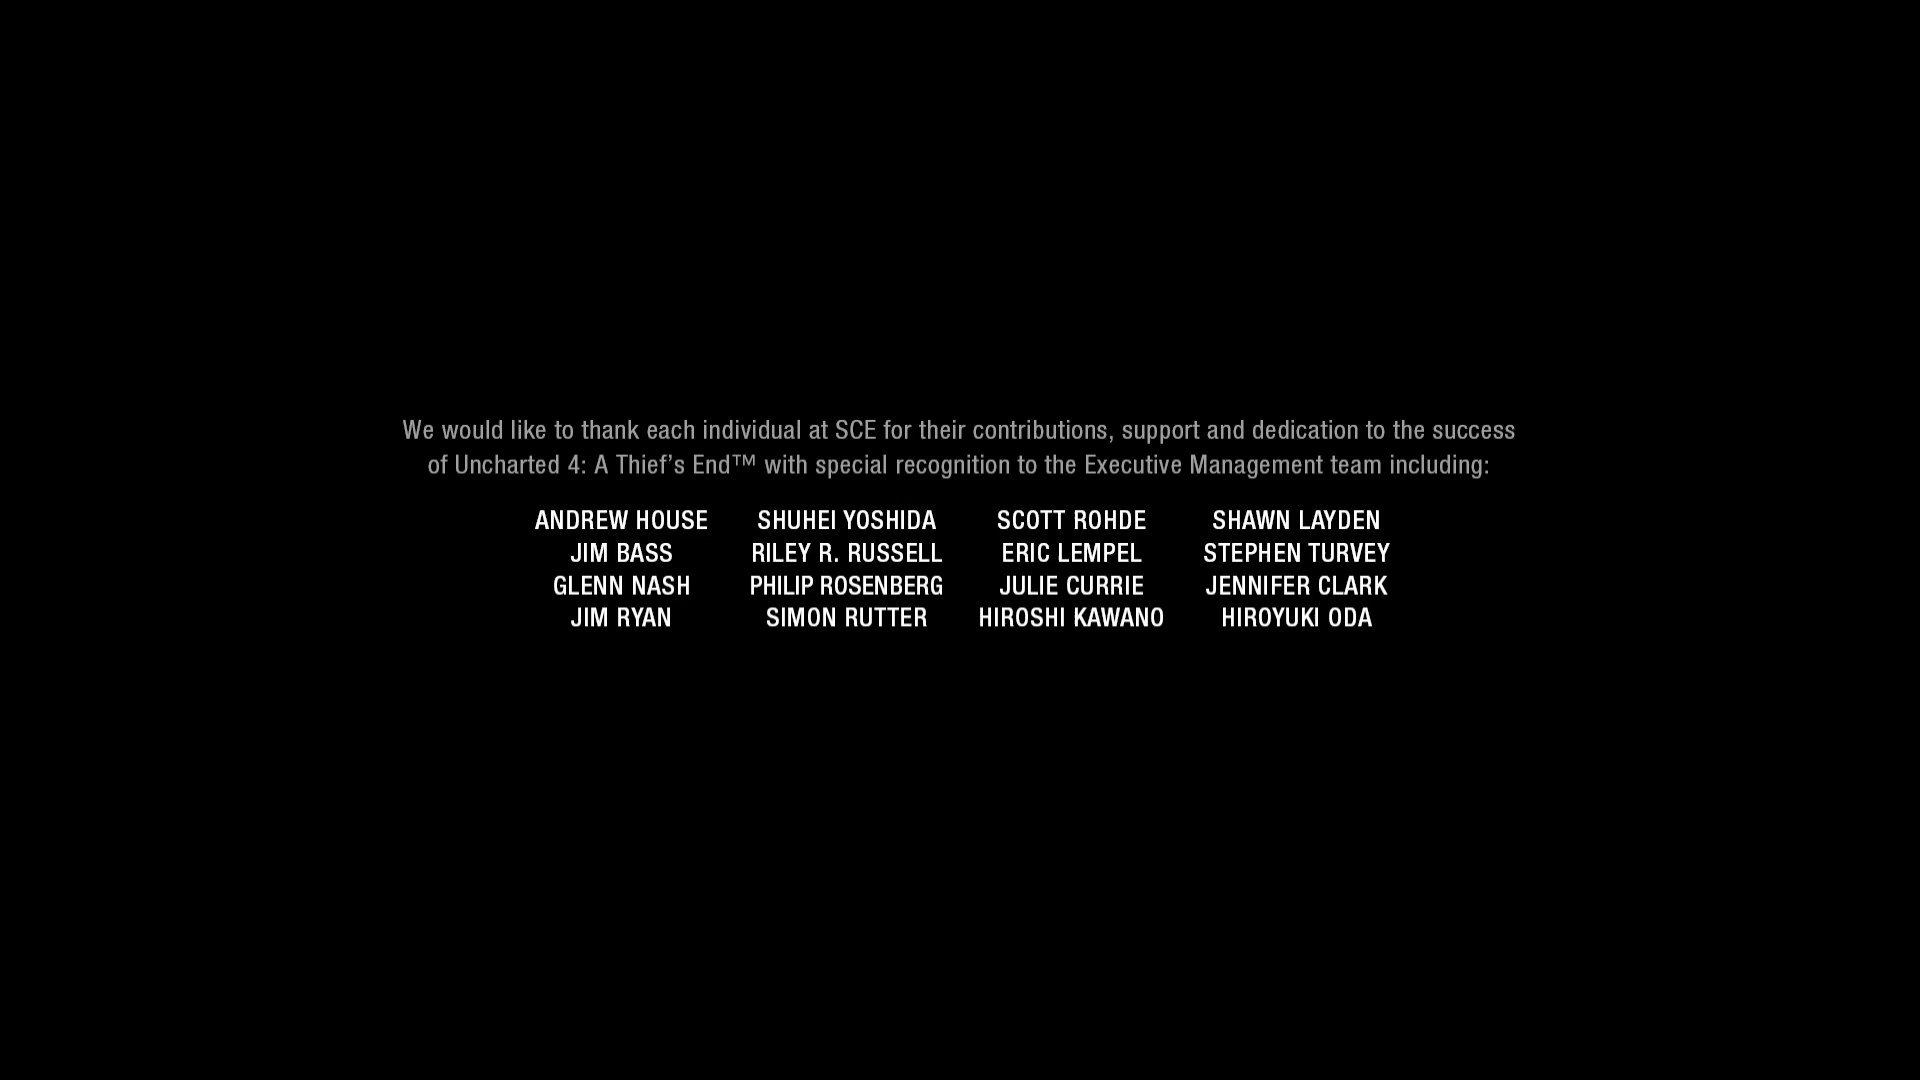 We would like to thank each individual at SCE for their contributions, support and dedication to the success
of Uncharted 4: A Thief’s End™ with special recognition to the Executive Management team including:
ANDREW HOUSE SHUHEI YOSHIDA SCOTT ROHDE SHAWN LAYDEN
JIM BASS RILEY R. RUSSELL ERIC LEMPEL STEPHEN TURVEY
GLENN NASH PHILIP ROSENBERG JULIE CURRIE JENNIFER CLARK
JIM RYAN SIMON RUTTER HIROSHI KAWANO HIROYUKI ODA